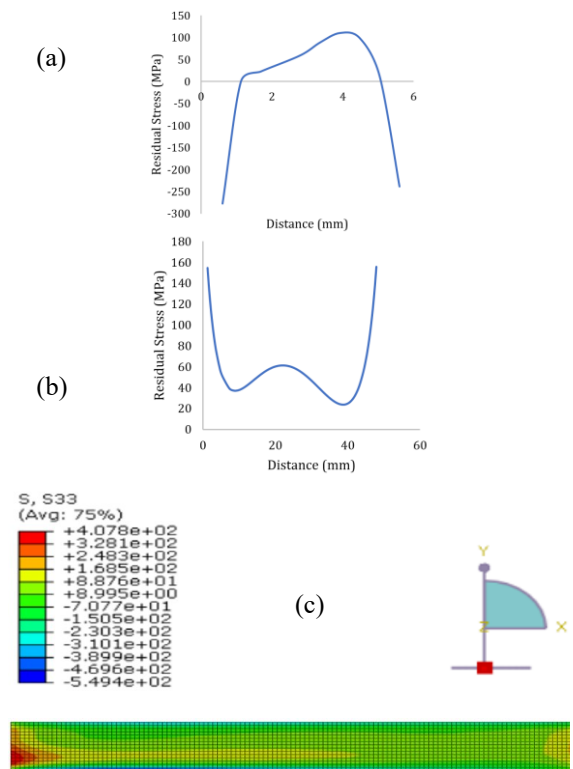 (a)
Residual Stress (MPa)
150
100
50
0
-50
-100
-150
-200
-250
-300
0
2
4
6
Distance (mm)
(b)
Residual Stress (MPa)
180
160
140
120
100
80
60
40
20
0
0
20
40
60
Distance (mm)
S, S33
(Avg: 75%)
+4.078e+02
+3.281e+02
+2.483e+02
+1.685e+02
+8.876e+01
+8.995e+00
-7.077e+01
-1.505e+02
-2.303e+02
-3.101e+02
-3.899e+02
-4.696e+02
-5.494e+02
(c)
Y
Z
X